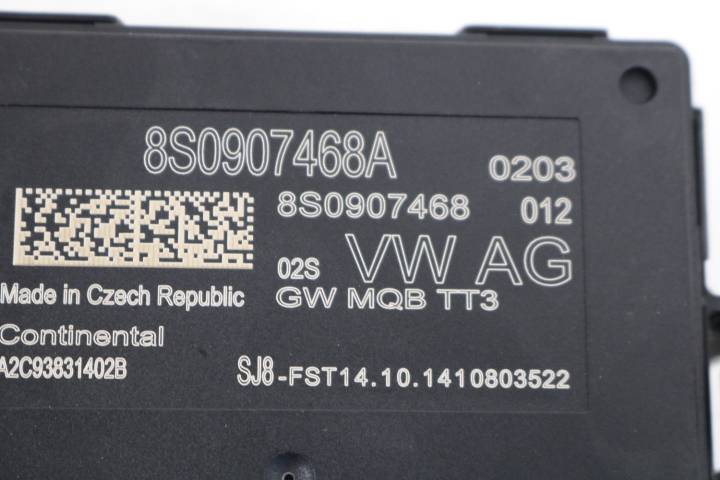 8S0907468A 0203
8S0907468 012
02S VW AG
Made in Czech Republic GW MQB TT3
Continental
A2C93831402B SJ8-FST14.10.1410803522